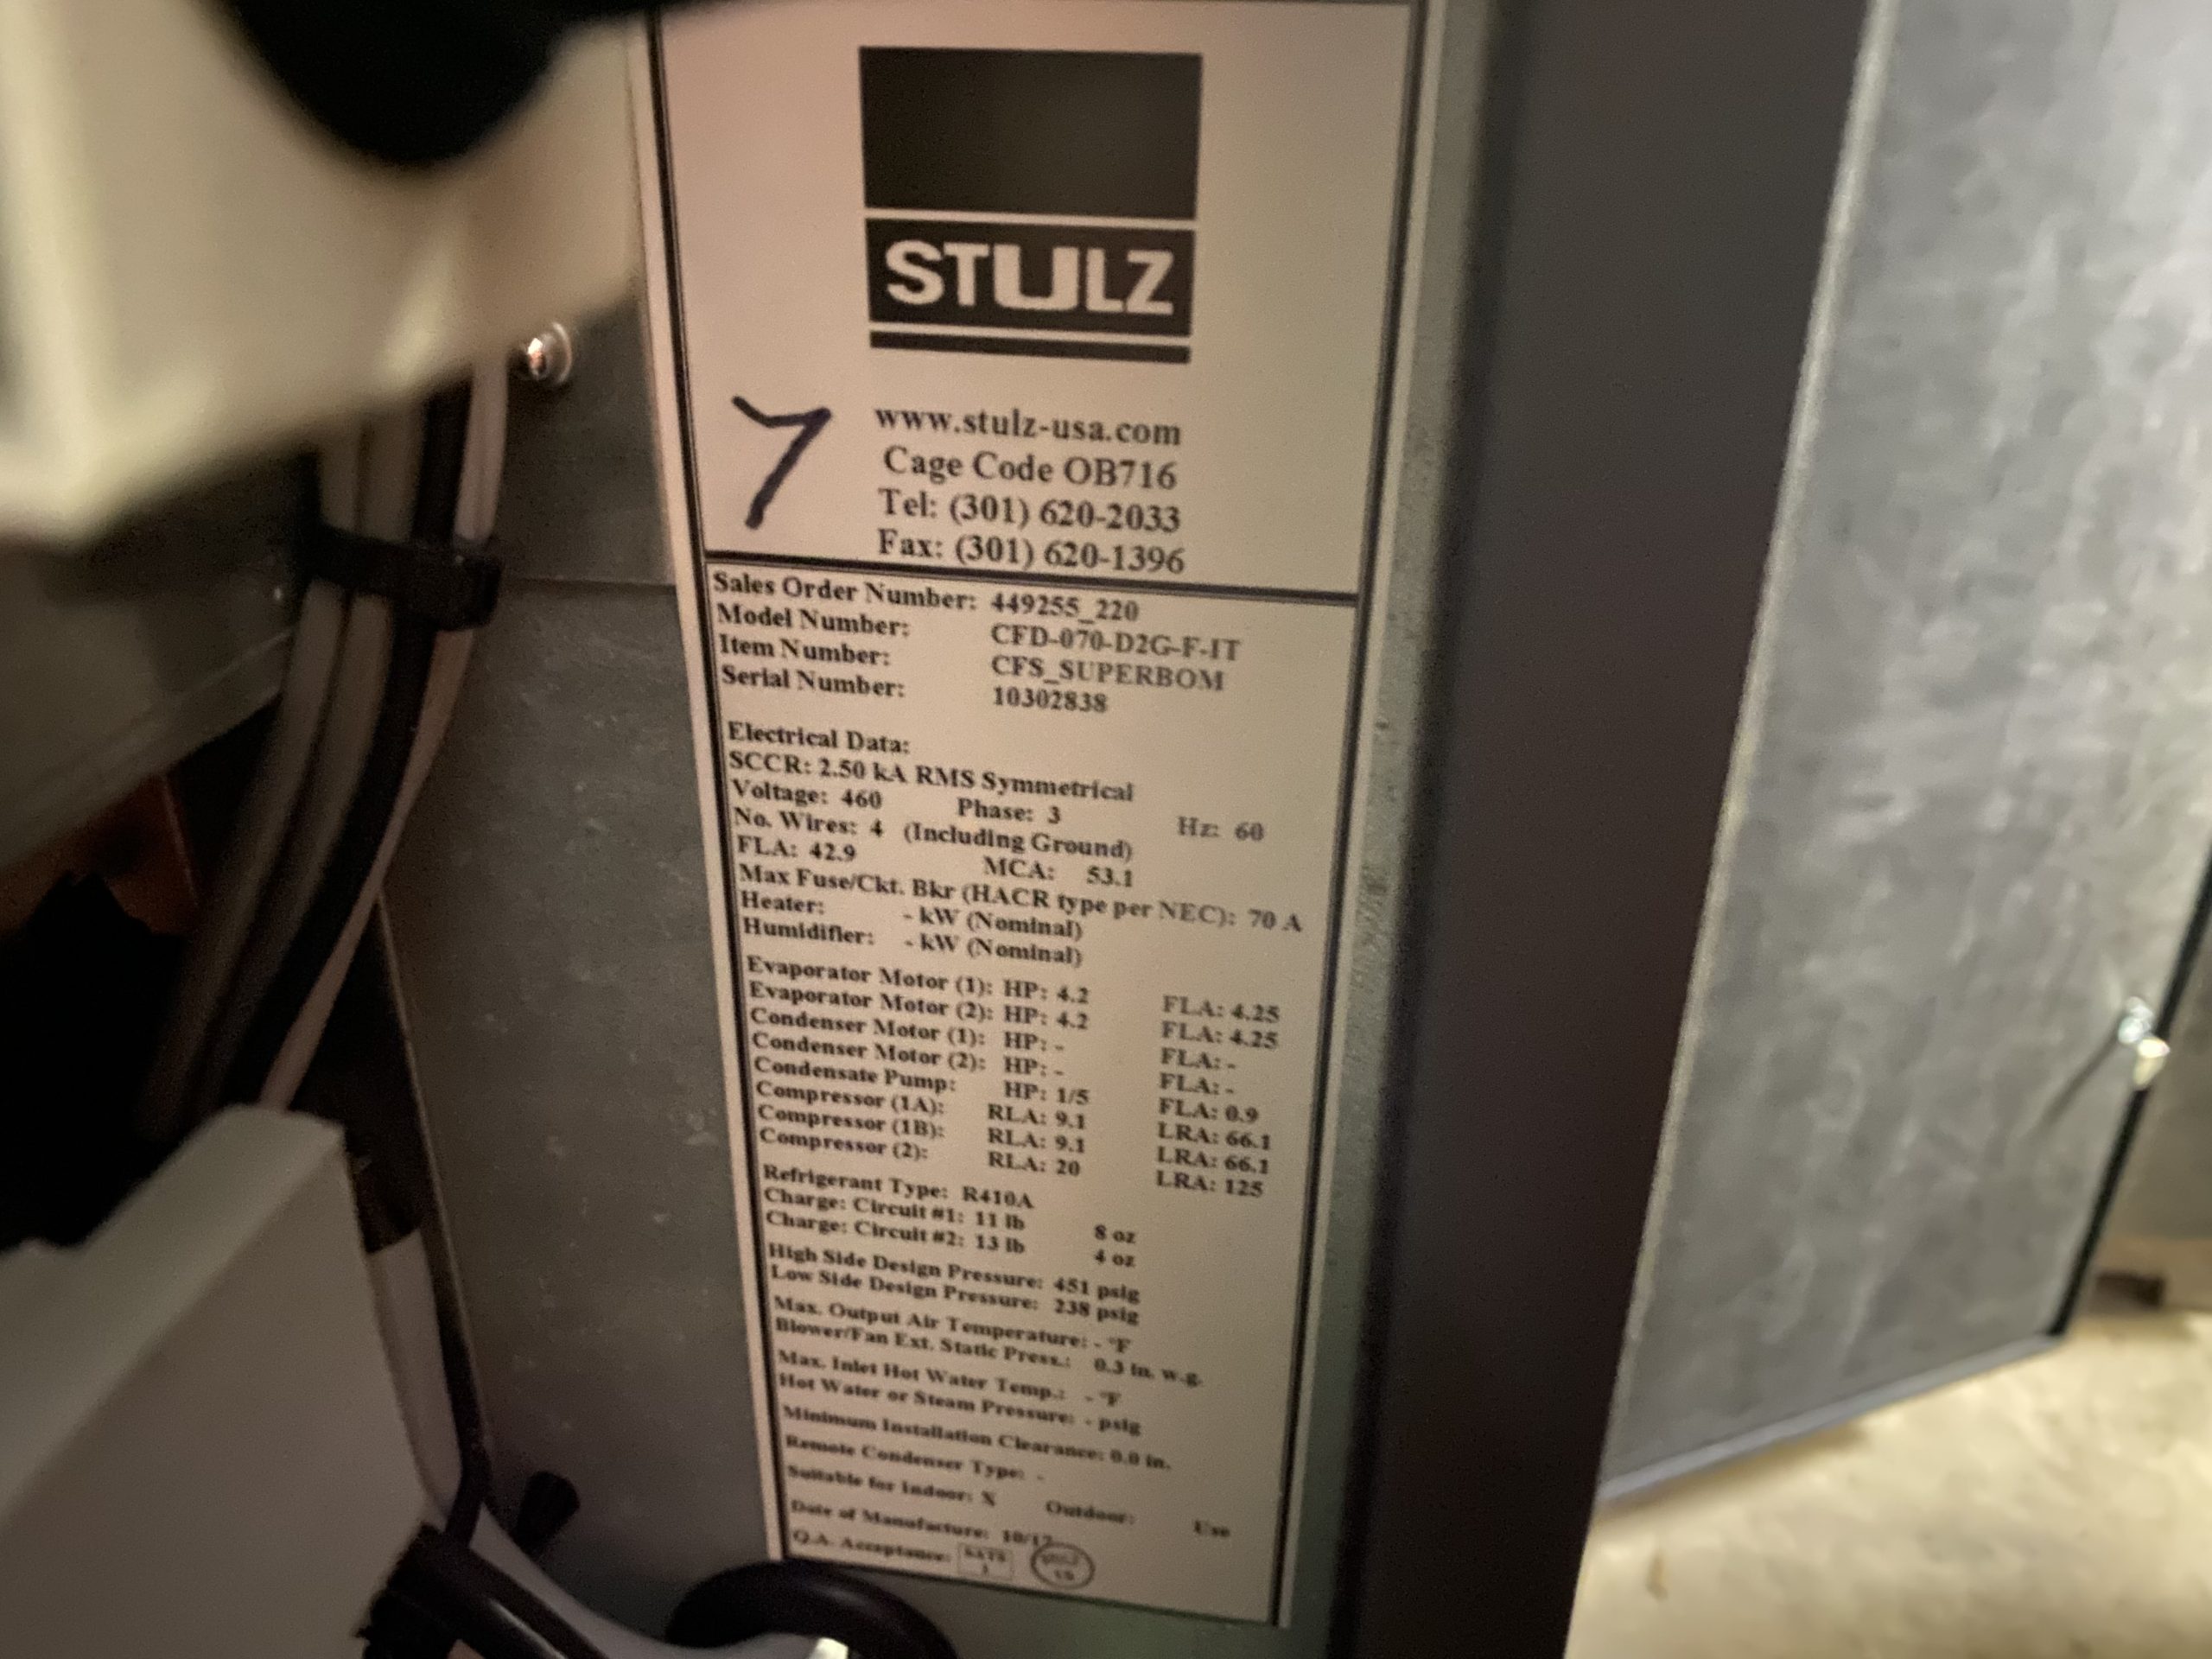 STULZ
7
www.stulz-usa.com
Cage Code OB716
Tel: (301) 620-2033
Fax: (301) 620-1396
Sales Order Number: 449255_220
Model Number: CFD-070-D2G-F-IT
Item Number: CFS_SUPERBOM
Serial Number: 10302838
Electrical Data:
SCCR: 2.50 kA RMS Symmetrical
Voltage: 460 Phase: 3 Hz: 60
No. Wires: 4 (Including Ground)
FLA: 42.9 MCA: 53.1
Max Fuse/Ckt. Bkr (HACR type per NEC): 70 A
Heater: - kW (Nominal)
Humidifier: - kW (Nominal)
Evaporator Motor (1): HP: 4.2 FLA: 4.25
Evaporator Motor (2): HP: 4.2 FLA: 4.25
Condenser Motor (1): HP: - FLA: -
Condenser Motor (2): HP: - FLA: -
Condensate Pump: HP: 1/5 FLA: 0.9
Compressor (1A): RLA: 9.1 LRA: 66.1
Compressor (1B): RLA: 9.1 LRA: 66.1
Compressor (2): RLA: 20 LRA: 125
Refrigerant Type: R410A
Charge: Circuit #1: 11 lb 8 oz
Charge: Circuit #2: 13 lb 4 oz
High Side Design Pressure: 451 psig
Low Side Design Pressure: 238 psig
Max. Output Air Temperature: - °F
Blower/Fan Ext. Static Press.: 0.3 in. w.g.
Max. Inlet Hot Water Temp.: - °F
Hot Water or Steam Pressure: - psig
Minimum Installation Clearance: 0.0 in.
Remote Condenser Type: -
Suitable for Indoor: X Outdoor: Use
Date of Manufacture:
Q.A. Acceptance: